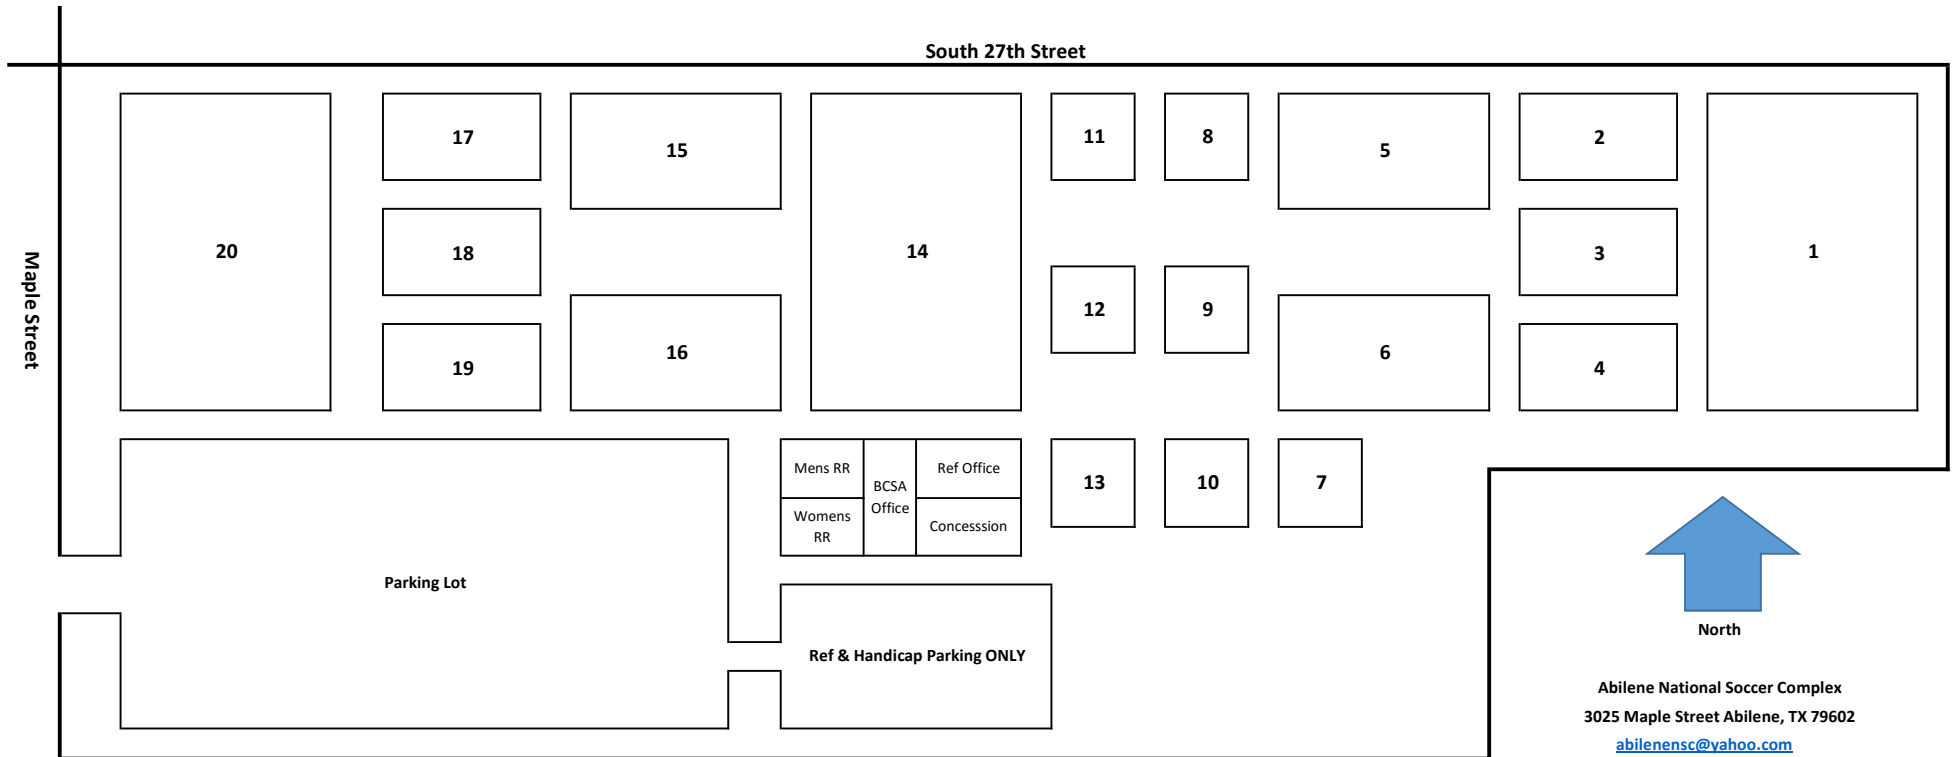 South 27th Street
Maple Street
20
17
18
19
15
16
14
11
8
12
9
13
10
7
5
6
2
3
4
1
Mens RR
Womens
RR
BCSA
Office
Ref Office
Concesssion
Parking Lot
Ref & Handicap Parking ONLY
North
Abilene National Soccer Complex
3025 Maple Street Abilene, TX 79602
abilenensc@yahoo.com